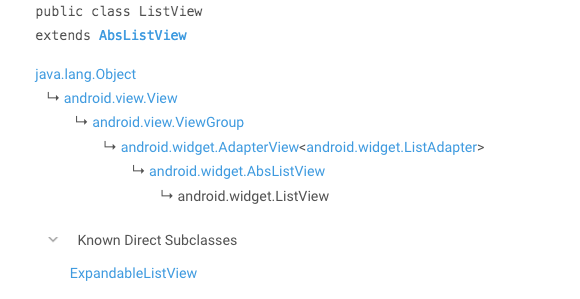 public class ListView
extends AbsListView
java.lang.Object
↳ android.view.View
↳ android.view.ViewGroup
↳ android.widget.AdapterView<android.widget.ListAdapter>
↳ android.widget.AbsListView
↳ android.widget.ListView
Known Direct Subclasses
ExpandableListView